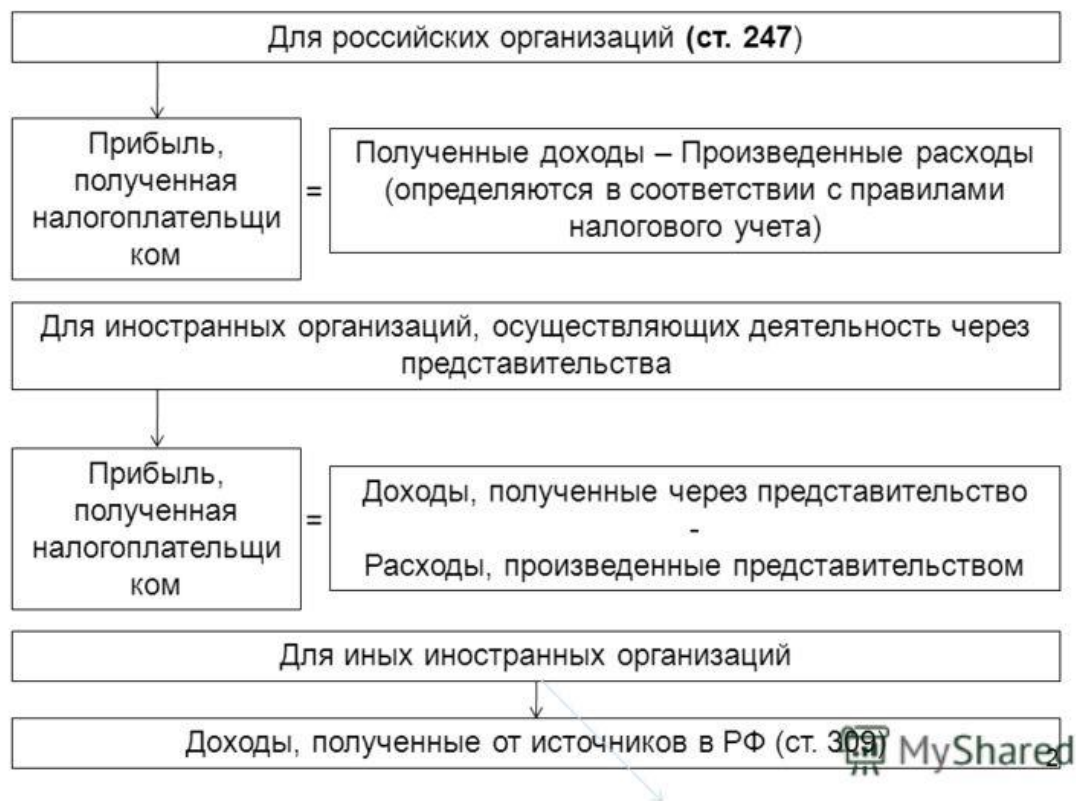 Для российских организаций (ст. 247)
Прибыль,
полученная
налогоплательщи
ком
=
Полученные доходы – Произведенные расходы
(определяются в соответствии с правилами
налогового учета)
Для иностранных организаций, осуществляющих деятельность через
представительства
Прибыль,
полученная
налогоплательщи
ком
=
Доходы, полученные через представительство
-
Расходы, произведенные представительством
Для иных иностранных организаций
Доходы, полученные от источников в РФ (ст. 309)
MyShared
2